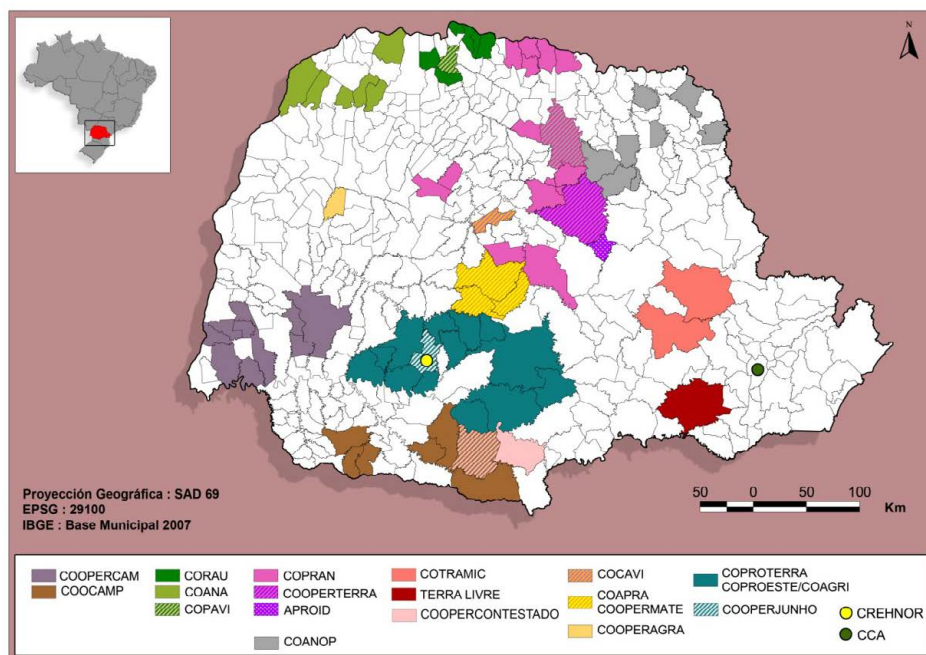 N
Proyección Geográfica : SAD 69
EPSG : 29100
IBGE : Base Municipal 2007
50 0 50 100
Km
COOPERCAM
COOCAMP
CORAU
COANA
COPAVI
COPRAN
COOPERTERRA
APROID
COANOP
COTRAMIC
TERRA LIVRE
COOPERCONTESTADO
COCAVI
COAPRA
COOPERMATE
COOPERAGRA
COPROTERRA
COPROESTE/COAGRI
COOPERJUNHO
CREHNOR
CCA